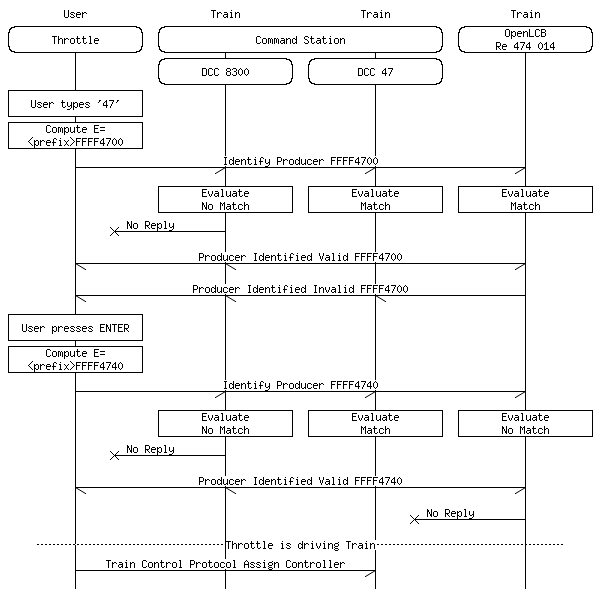 User Train Train Train
Throttle
Command Station
OpenLCB
Re 474 014
DCC 8300
DCC 47
User types '47'
Compute E=
<prefix>FFFF4700
Identify Producer FFFF4700
Evaluate
No Match
Evaluate
Match
Evaluate
Match
No Reply
Producer Identified Valid FFFF4700
Producer Identified Invalid FFFF4700
User presses ENTER
Compute E=
<prefix>FFFF4740
Identify Producer FFFF4740
Evaluate
No Match
Evaluate
Match
Evaluate
No Match
No Reply
Producer Identified Valid FFFF4740
No Reply
Throttle is driving Train
Train Control Protocol Assign Controller